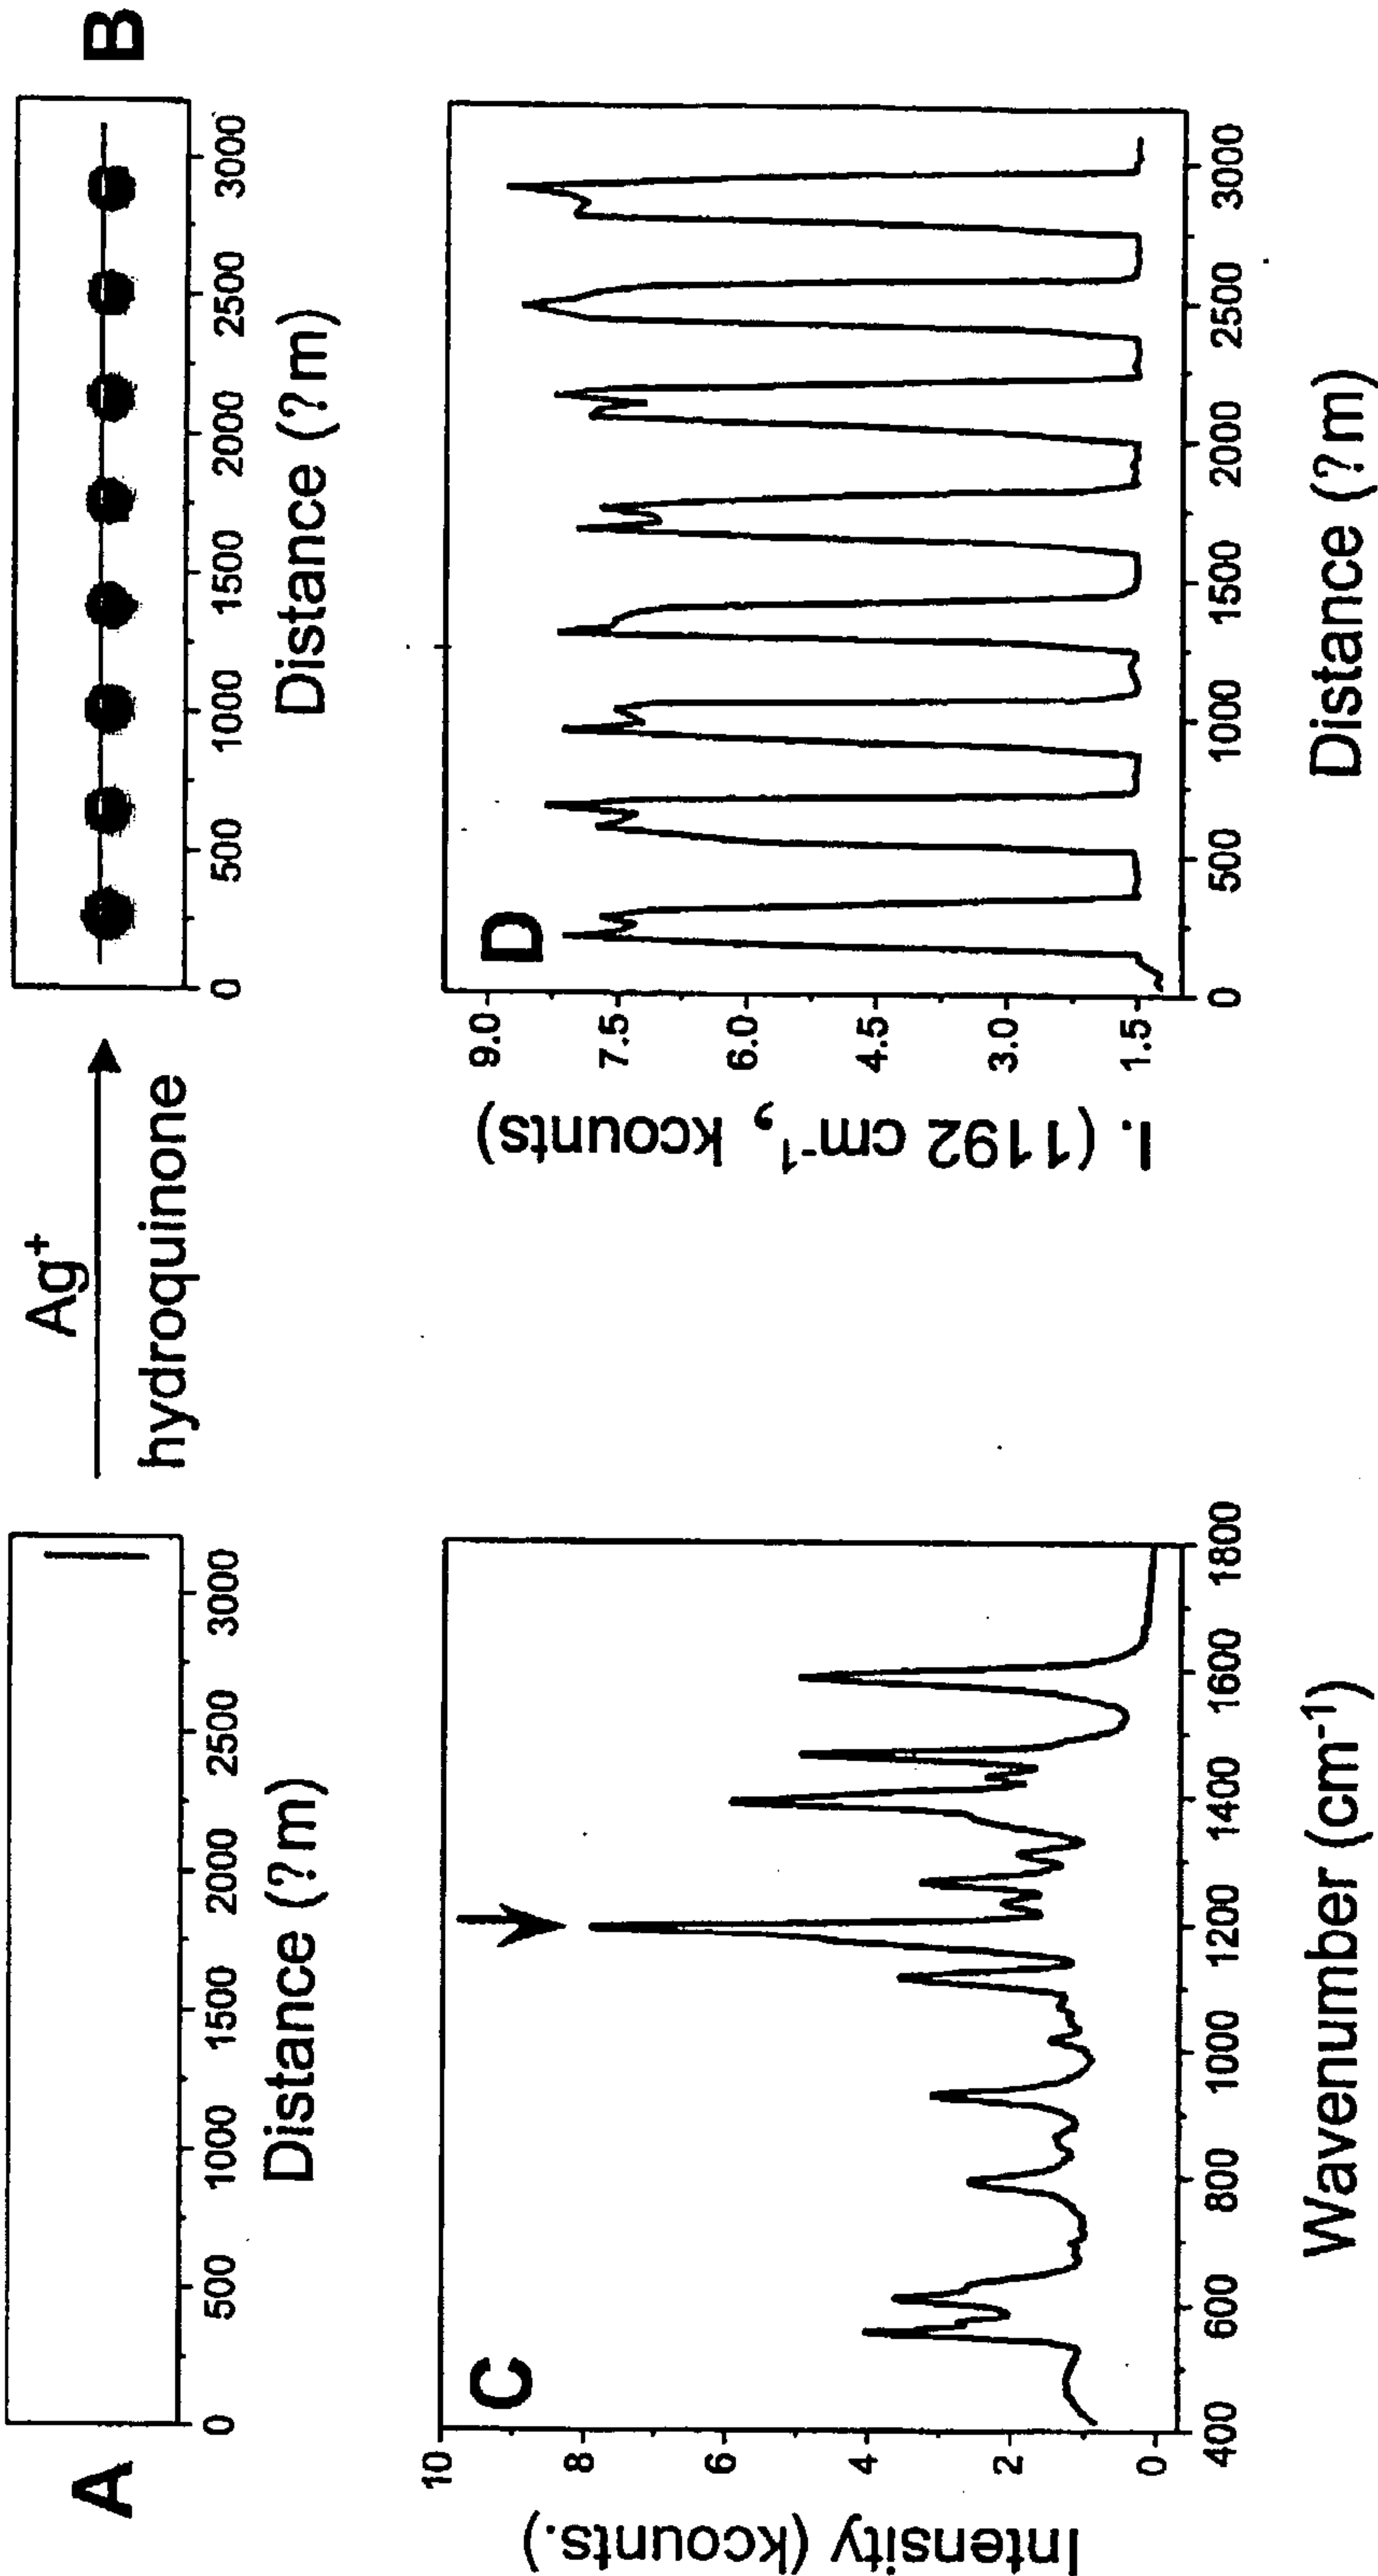 A
0 500 1000 1500 2000 2500 3000
Distance (?m)
Ag+
hydroquinone
B
0 500 1000 1500 2000 2500 3000
Distance (?m)
C
Intensity (kcounts.)
10
8
6
4
2
0
400 600 800 1000 1200 1400 1600 1800
Wavenumber (cm-1)
D
I. (1192 cm-1, kcounts)
9.0
7.5
6.0
4.5
3.0
1.5
0 500 1000 1500 2000 2500 3000
Distance (?m)